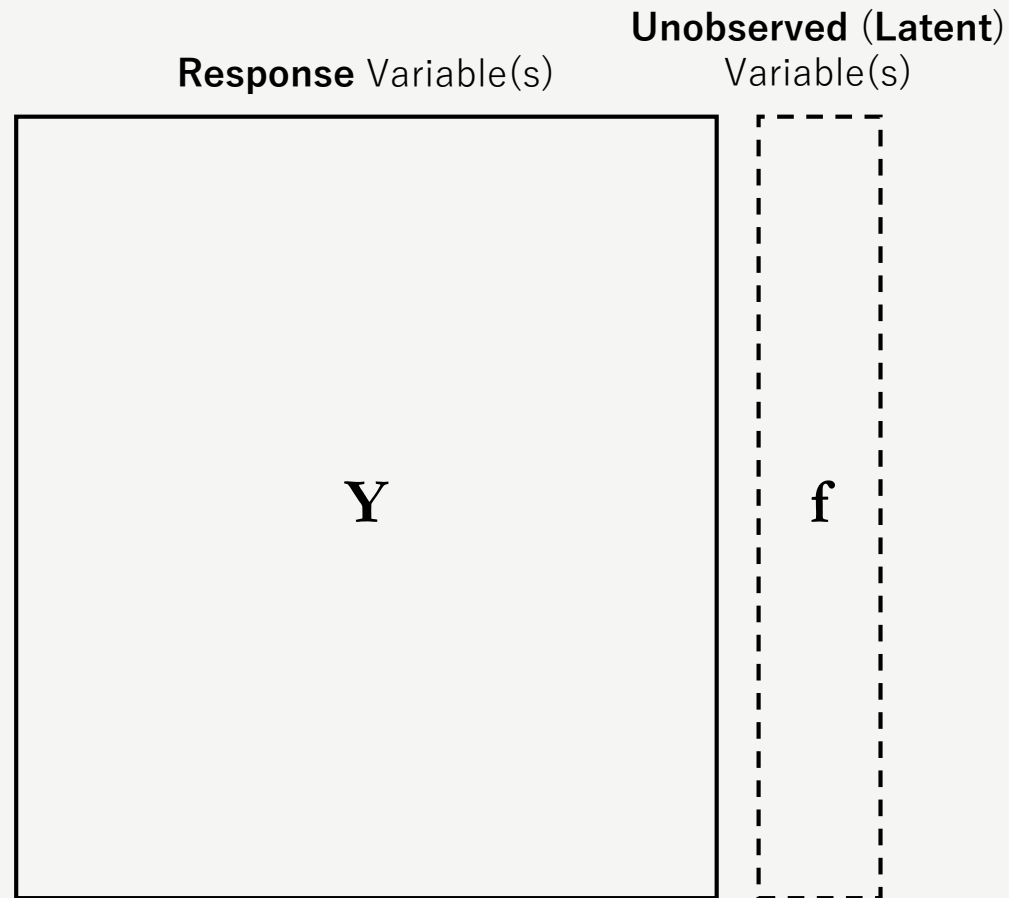 Unobserved (Latent)
Response Variable(s)
Variable(s)
Y
f